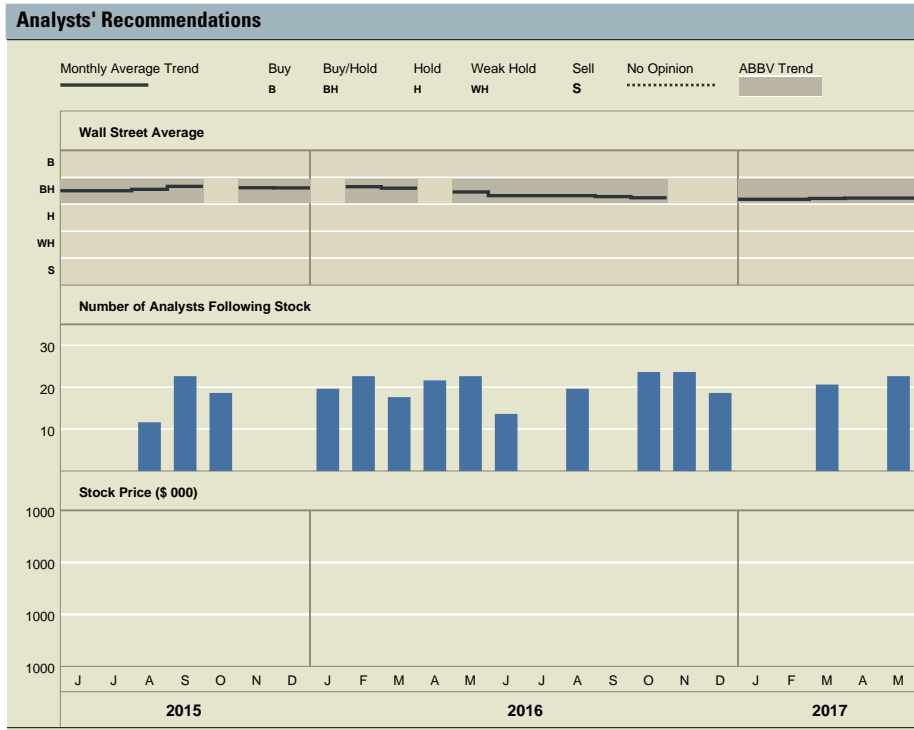 Analysts' Recommendations
Monthly Average Trend Buy Buy/Hold Hold Weak Hold Sell No Opinion ABBV Trend
B BH H WH S
Wall Street Average
B
BH
H
WH
S
Number of Analysts Following Stock
30
20
10
Stock Price ($ 000)
1000
1000
1000
1000
J J A S O N D J F M A M J J A S O N D J F M A M
2015 2016 2017